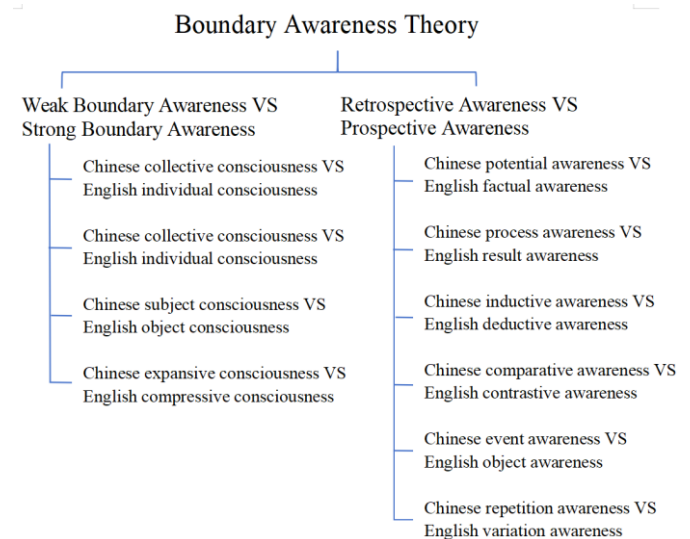 Boundary Awareness Theory
Weak Boundary Awareness VS
Strong Boundary Awareness
Chinese collective consciousness VS
English individual consciousness
Chinese collective consciousness VS
English individual consciousness
Chinese subject consciousness VS
English object consciousness
Chinese expansive consciousness VS
English compressive consciousness
Retrospective Awareness VS
Prospective Awareness
Chinese potential awareness VS
English factual awareness
Chinese process awareness VS
English result awareness
Chinese inductive awareness VS
English deductive awareness
Chinese comparative awareness VS
English contrastive awareness
Chinese event awareness VS
English object awareness
Chinese repetition awareness VS
English variation awareness